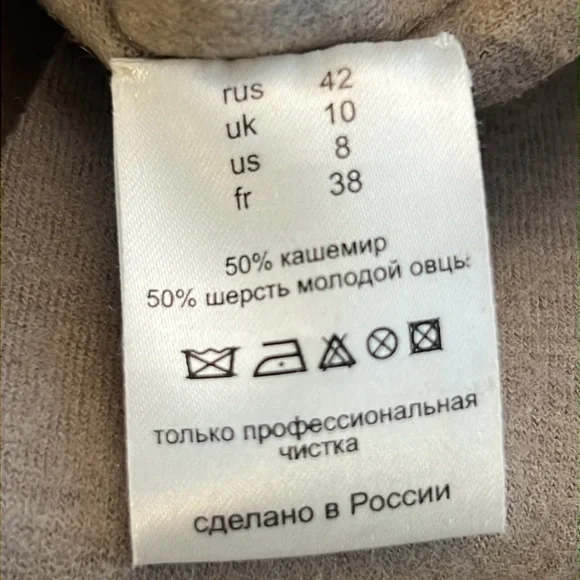 rus 42
uk 10
us 8
fr 38
50% кашемир
50% шерсть молодой овцы
только профессиональная
чистка
сделано в России